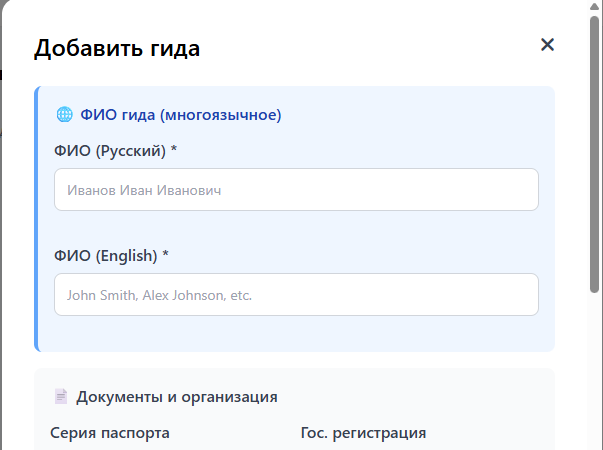 Добавить гида
ФИО гида (многоязычное)
ФИО (Русский) *
Иванов Иван Иванович
ФИО (English) *
John Smith, Alex Johnson, etc.
Документы и организация
Серия паспорта
Гос. регистрация